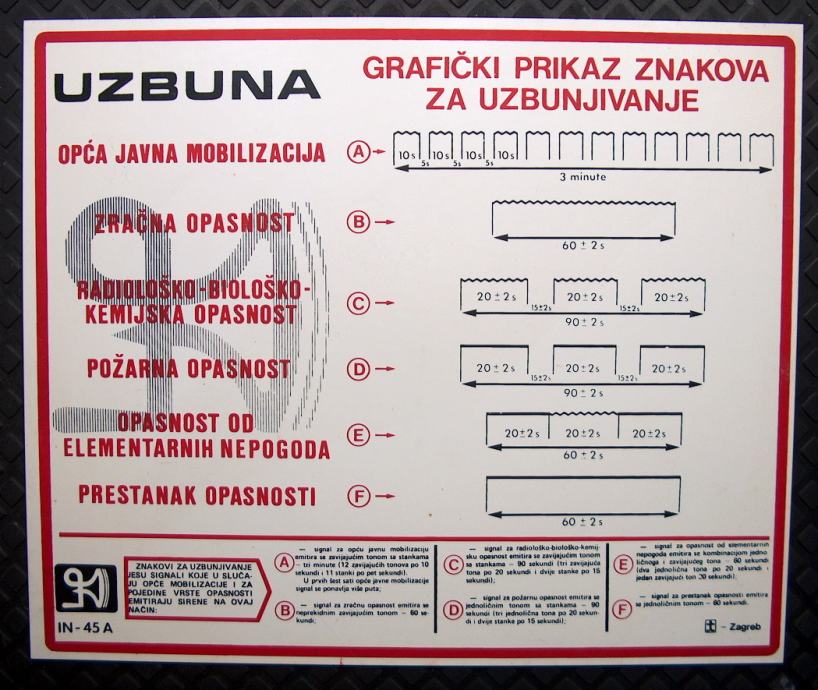 UZBUNA
GRAFIČKI PRIKAZ ZNAKOVA
ZA UZBUNJIVANJE
OPĆA JAVNA MOBILIZACIJA
A
10s 10s 10s 10s
5s 5s 5s
3 minute
ZRAČNA OPASNOST
B
60 ± 2 s
RADIOLOŠKO-BIOLOŠKO-
KEMIJSKA OPASNOST
C
20 ± 2 s 20 ± 2 s 20 ± 2 s
15±2s 15±2s
90 ± 2 s
POŽARNA OPASNOST
D
20 ± 2 s 20 ± 2 s 20 ± 2 s
15±2s 15±2s
90 ± 2 s
OPASNOST OD
ELEMENTARNIH NEPOGODA
E
20 ± 2 s 20 ± 2 s 20 ± 2 s
60 ± 2 s
PRESTANAK OPASNOSTI
F
60 ± 2 s
IN - 45 A
ZNAKOVI ZA UZBUNJIVANJE
JESU SIGNALI KOJE U SLUČA-
JU OPĆE MOBILIZACIJE I ZA
POJEDINE VRSTE OPASNOSTI
EMITIRAJU SIRENE NA OVAJ
NAČIN:
A
— signal za opću javnu mobilizaciju
emitira se zavijajućim tonom sa stankama
– tri minute (12 zavijajćih tonova po 10
sekundi i 11 stanki po pet sekundi).
U prvih šest sati opće javne mobilizacije
signal se ponavlja više puta;
B
— signal za zračnu opasnost emitira se
neprekidnim zavijajućim tonom – 60 se-
kundi;
C
— signal za radiološko-biološko-kemij-
sku opasnost emitira se zavijajućim tonom
sa stankama – 90 sekundi (tri zavijajuća
tona po 20 sekundi i dvije stanke po 15
sekundi);
D
— signal za požarnu opasnost emitira se
jednoličnim tonom sa stankama – 90
sekundi (tri jednolična tona po 20 sekun-
di i dvije stanka po 15 sekundi);
E
— signal za opasnost od elementarnih
nepogoda emitira se kombinacijom jedno
ličnoga i zavijajućeg tona – 60 sekundi
(dva jednolična tona po 20 sekundi i
jedan zavijajući ton 20 sekundi);
F
— signal za prestanak opasnosti emitira
se jednoličnim tonom – 60 sekundi.
– Zagreb